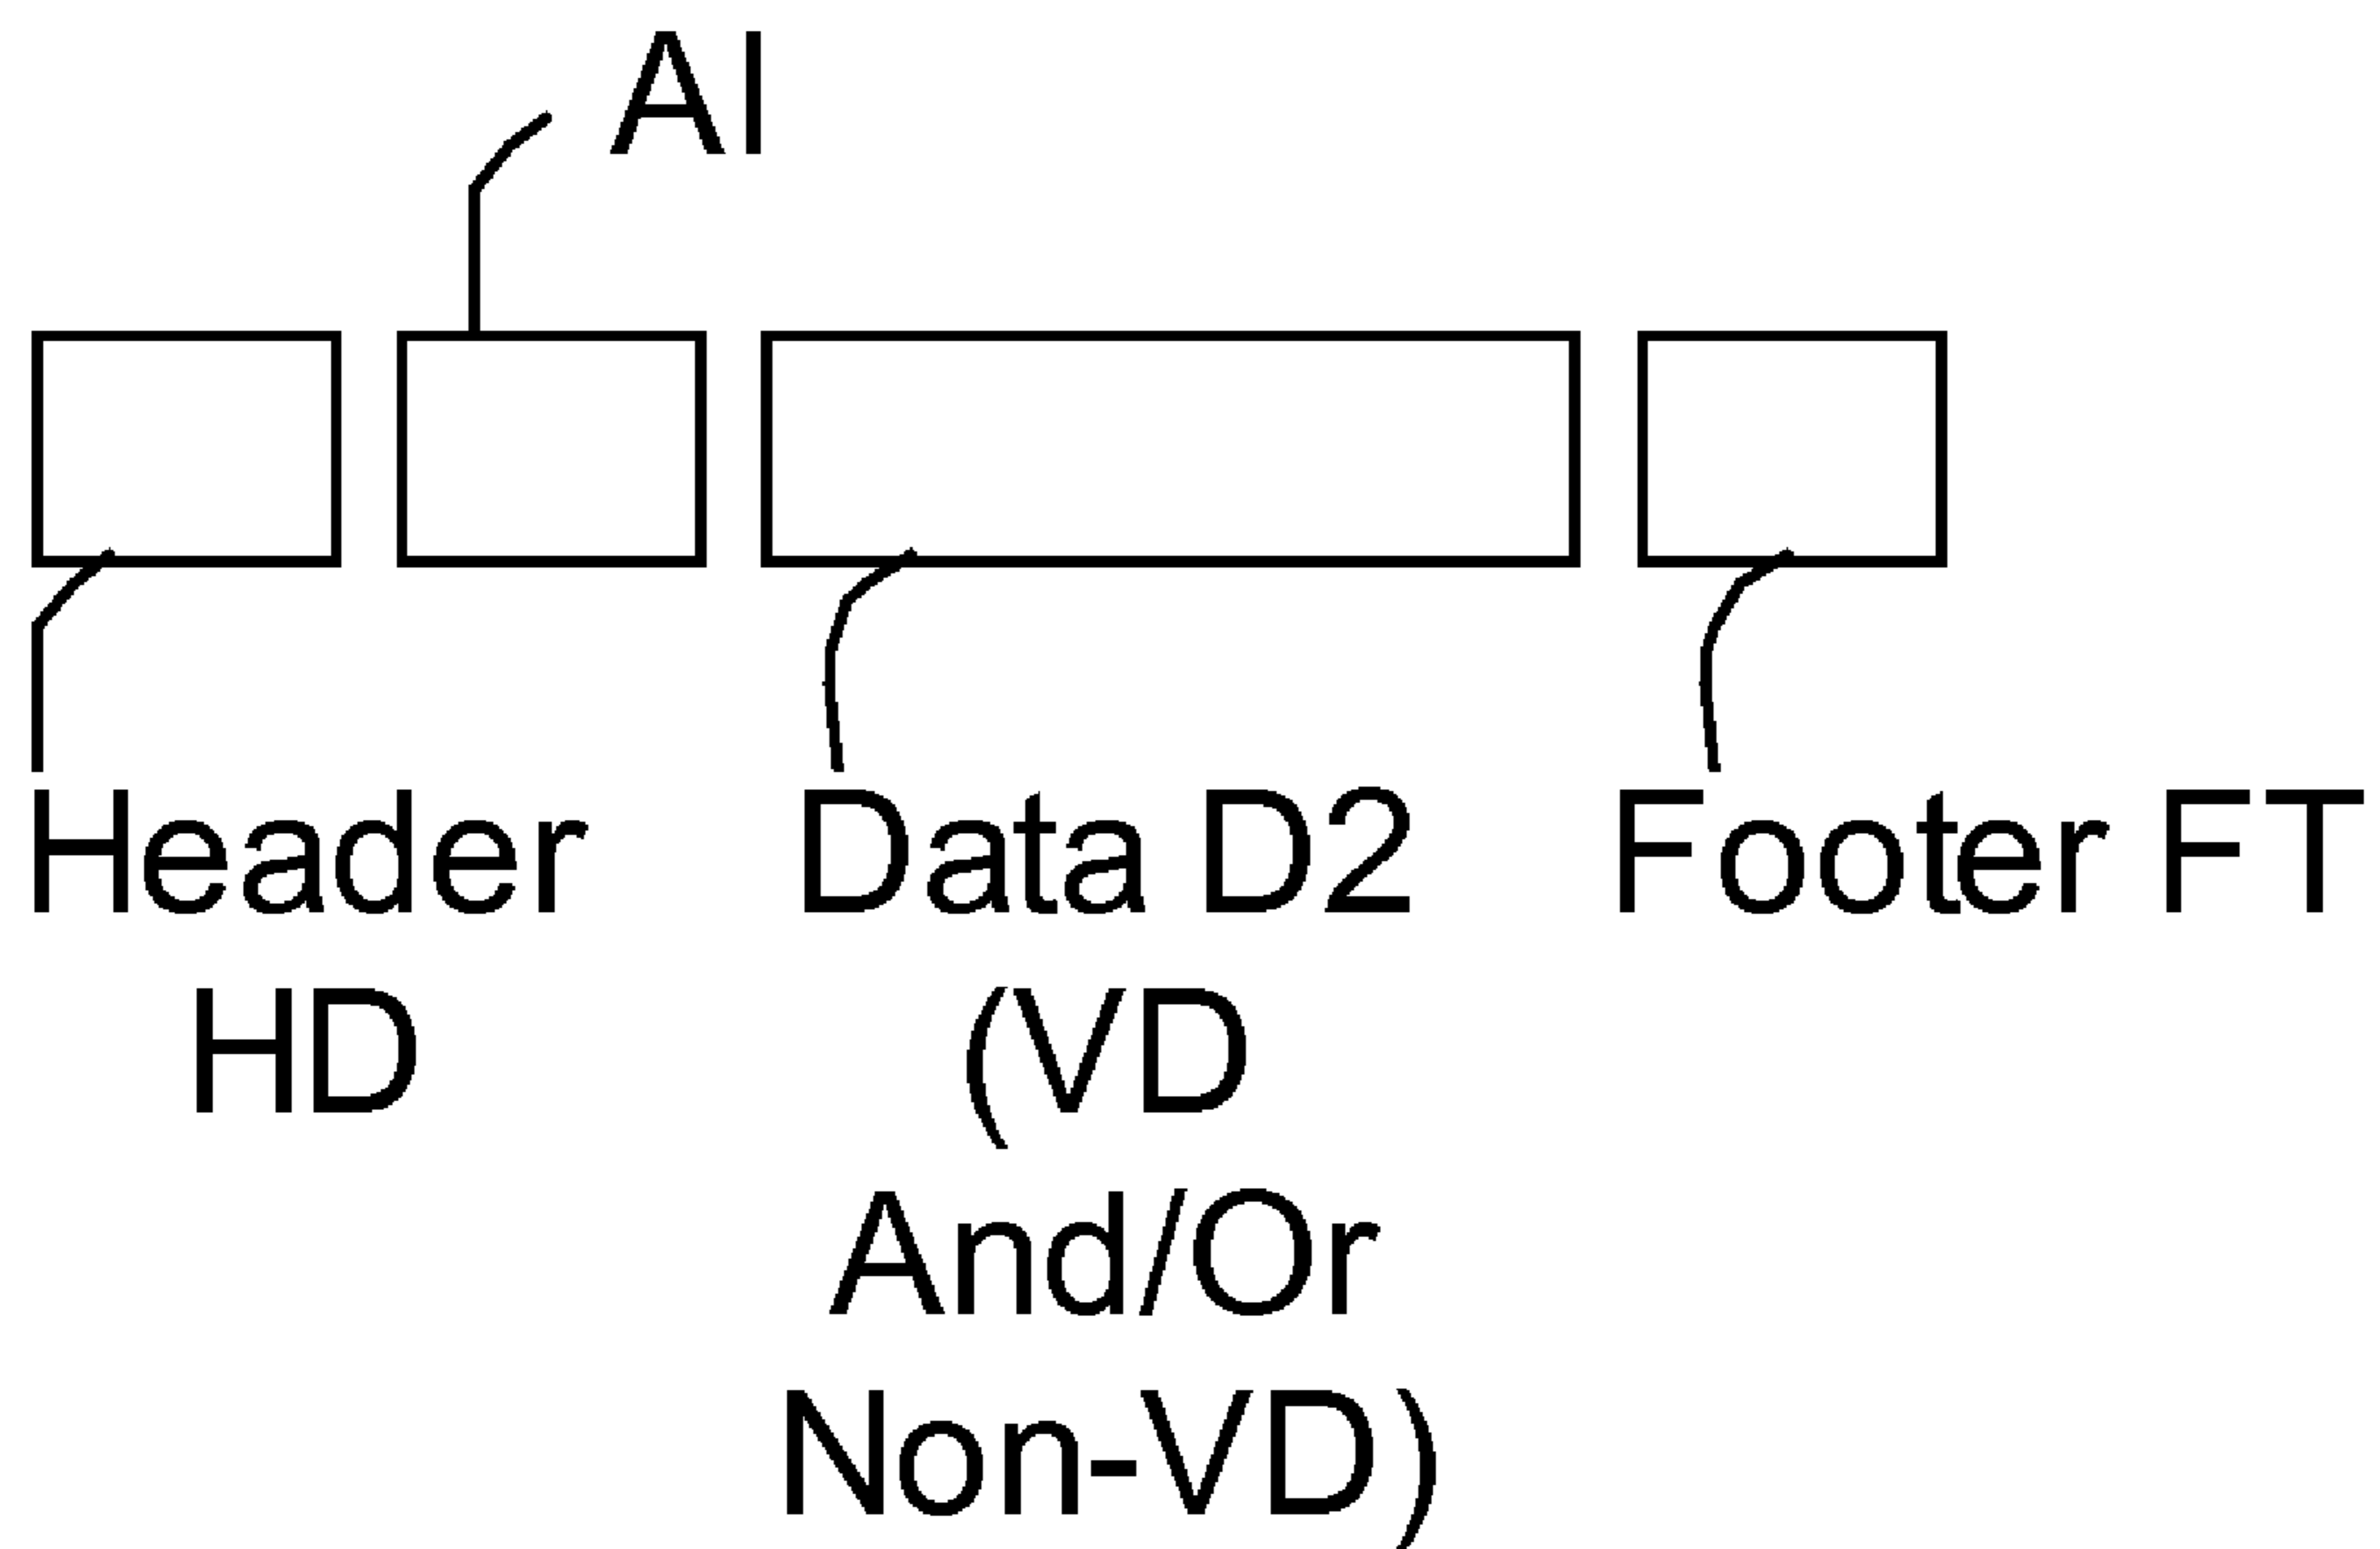 AI
Header
HD
Data D2
(VD
And/Or
Non-VD)
Footer FT